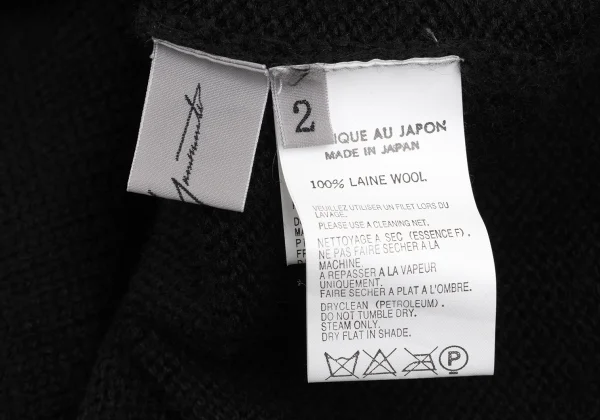 Yamamoto
2
IQUE AU JAPON
MADE IN JAPAN
100% LAINE WOOL
VEUILLEZ UTILISER UN FILET LORS DU
LAVAGE.
PLEASE USE A CLEANING NET.
NETTOYAGE A SEC (ESSENCE F).
NE PAS FAIRE SECHER A LA
MACHINE.
A REPASSER A LA VAPEUR
UNIQUEMENT.
FAIRE SECHER A PLAT A L'OMBRE.
DRYCLEAN (PETROLEUM).
DO NOT TUMBLE DRY.
STEAM ONLY.
DRY FLAT IN SHADE.
P